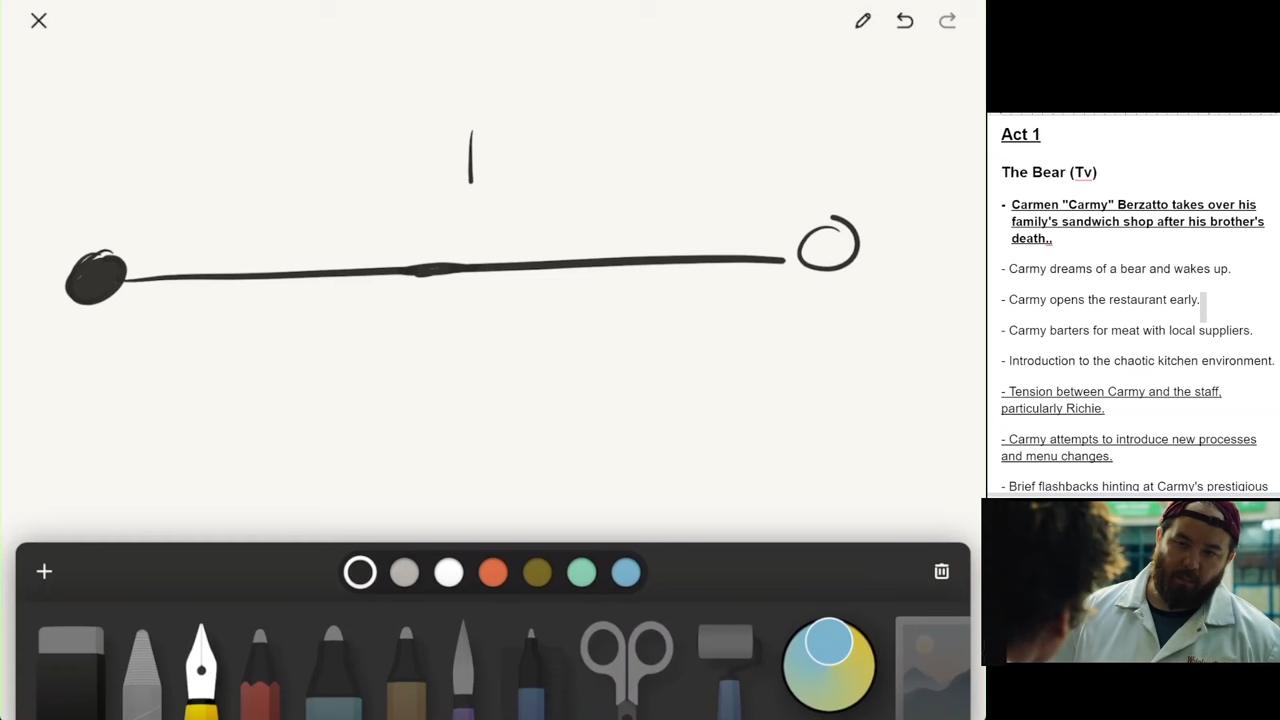 Act 1
The Bear (Tv)
- Carmen "Carmy" Berzatto takes over his
family's sandwich shop after his brother's
death..
- Carmy dreams of a bear and wakes up.
- Carmy opens the restaurant early.
- Carmy barters for meat with local suppliers.
- Introduction to the chaotic kitchen environment.
- Tension between Carmy and the staff,
particularly Richie.
- Carmy attempts to introduce new processes
and menu changes.
- Brief flashbacks hinting at Carmy's prestigious